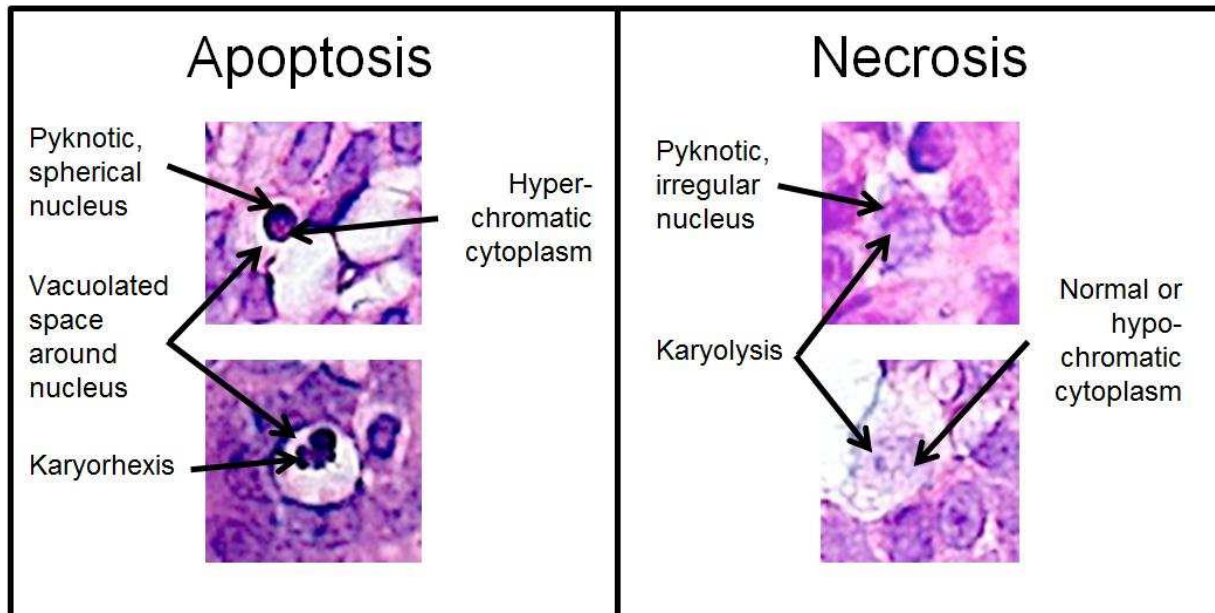 Apoptosis
Pyknotic,
spherical
nucleus
Hyper-
chromatic
cytoplasm
Vacuolated
space
around
nucleus
Karyorhexis
Necrosis
Pyknotic,
irregular
nucleus
Karyolysis
Normal or
hypo-
chromatic
cytoplasm